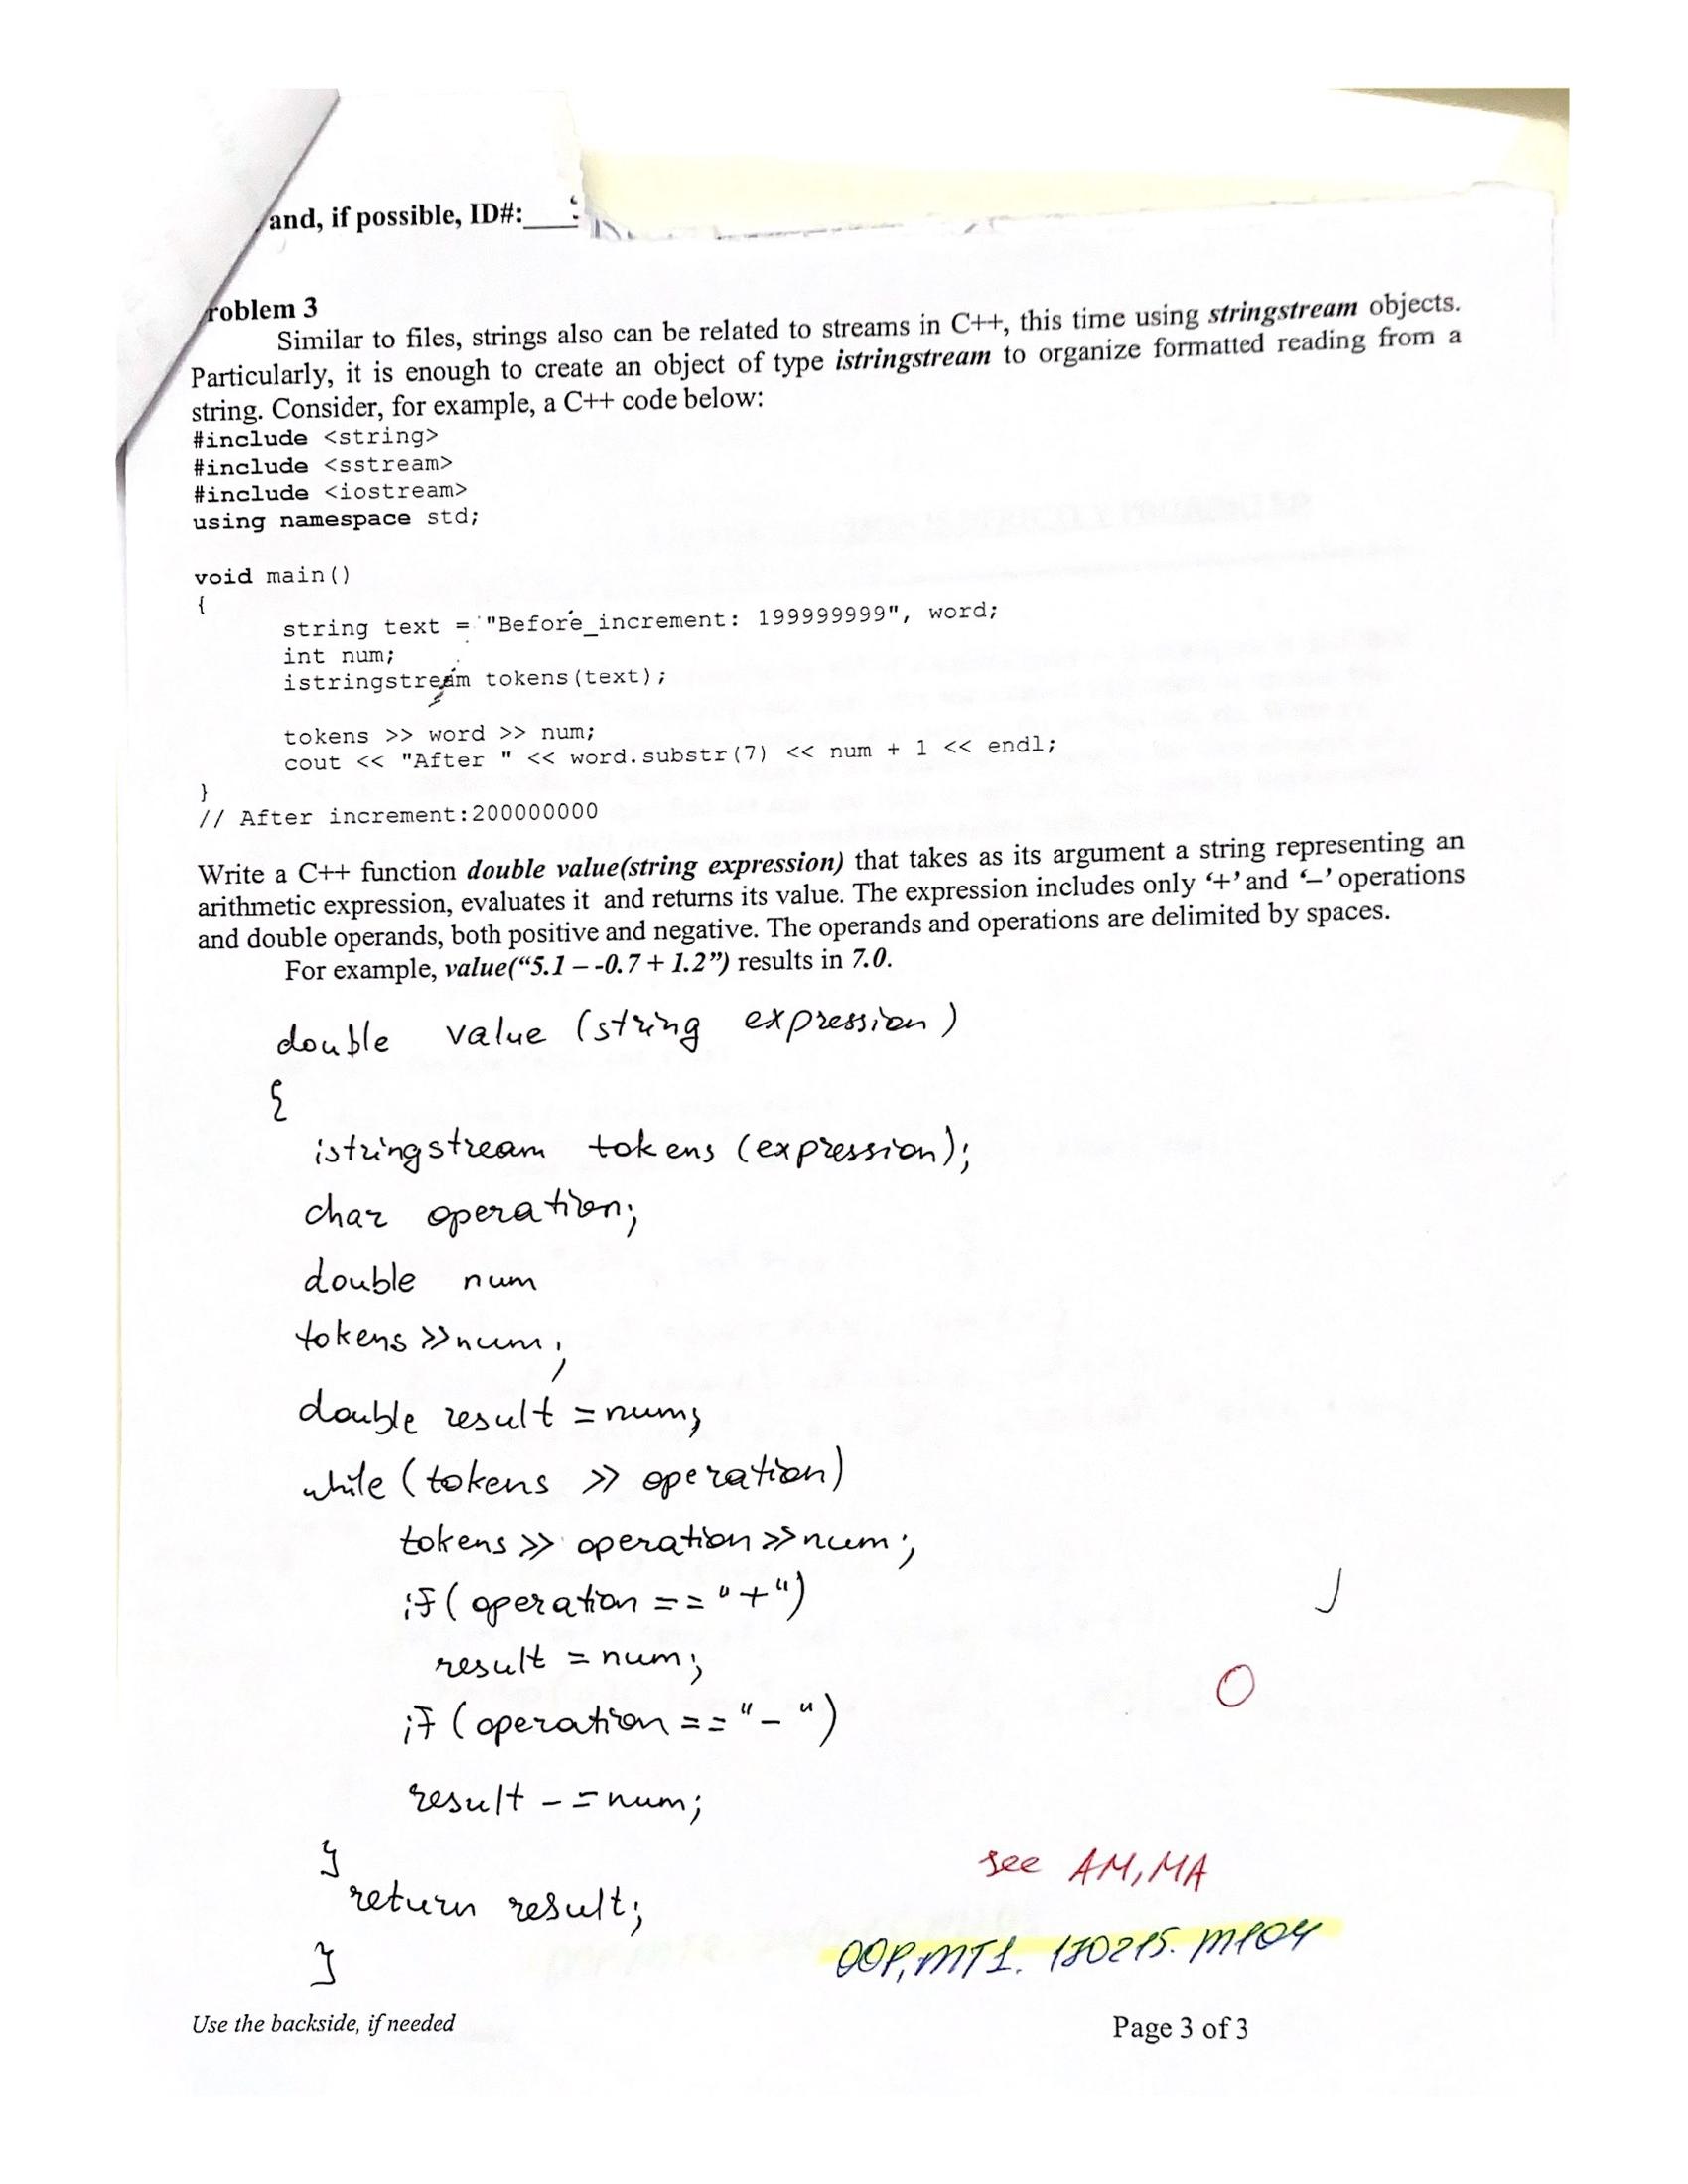 and, if possible, ID#:
roblem 3
Similar to files, strings also can be related to streams in C++, this time using stringstream objects.
Particularly, it is enough to create an object of type istringstream to organize formatted reading from a
string. Consider, for example, a C++ code below:
#include <string>
#include <sstream>
#include <iostream>
using namespace std;
void main()
{
string text = "Before_increment: 199999999", word;
int num;
istringstream tokens(text);
tokens >> word >> num;
cout << "After " << word.substr(7) << num + 1 << endl;
}
// After increment:200000000
Write a C++ function double value(string expression) that takes as its argument a string representing an
arithmetic expression, evaluates it and returns its value. The expression includes only ‘+’ and ‘–’ operations
and double operands, both positive and negative. The operands and operations are delimited by spaces.
For example, value(“5.1 – -0.7 + 1.2”) results in 7.0.
double value (string expression)
{
istringstream tokens (expression);
char operation;
double num
tokens >>num;
double result = num;
while (tokens >> operation)
tokens >> operation >> num;
if (operation == "+")
result = num;
if (operation == "- ")
result - = num;
}
return result;
}
0
see AM, MA
OOP, MT1. 170215. M104
Use the backside, if needed
Page 3 of 3